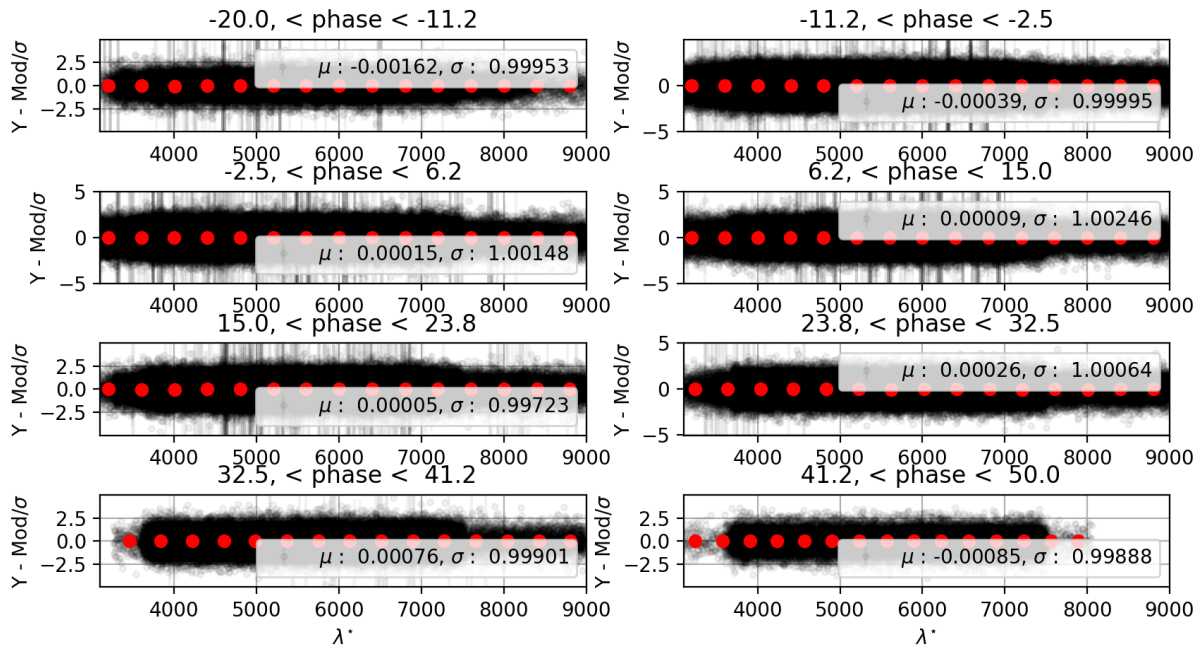 -20.0, < phase < -11.2
Y - Mod/σ
2.5
0.0
−2.5
μ : -0.00162, σ : 0.99953
4000 5000 6000 7000 8000 9000
-11.2, < phase < -2.5
Y - Mod/σ
0
−5
μ : -0.00039, σ : 0.99995
4000 5000 6000 7000 8000 9000
-2.5, < phase < 6.2
Y - Mod/σ
5
0
−5
μ : 0.00015, σ : 1.00148
4000 5000 6000 7000 8000 9000
6.2, < phase < 15.0
Y - Mod/σ
5
0
−5
μ : 0.00009, σ : 1.00246
4000 5000 6000 7000 8000 9000
15.0, < phase < 23.8
Y - Mod/σ
2.5
0.0
−2.5
μ : 0.00005, σ : 0.99723
4000 5000 6000 7000 8000 9000
23.8, < phase < 32.5
Y - Mod/σ
5
0
−5
μ : 0.00026, σ : 1.00064
4000 5000 6000 7000 8000 9000
32.5, < phase < 41.2
Y - Mod/σ
2.5
0.0
−2.5
μ : 0.00076, σ : 0.99901
4000 5000 6000 7000 8000 9000
λ⋆
41.2, < phase < 50.0
Y - Mod/σ
2.5
0.0
−2.5
μ : -0.00085, σ : 0.99888
4000 5000 6000 7000 8000 9000
λ⋆